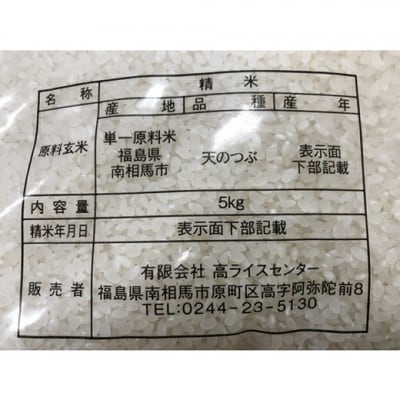 名称 精米
産地 品種 産年
原料玄米 単一原料米 福島県 南相馬市 天のつぶ 表示面 下部記載
内容量 5kg
精米年月日 表示面下部記載
販売者 有限会社 高ライスセンター
福島県南相馬市原町区高字阿弥陀前8
TEL:0244-23-5130